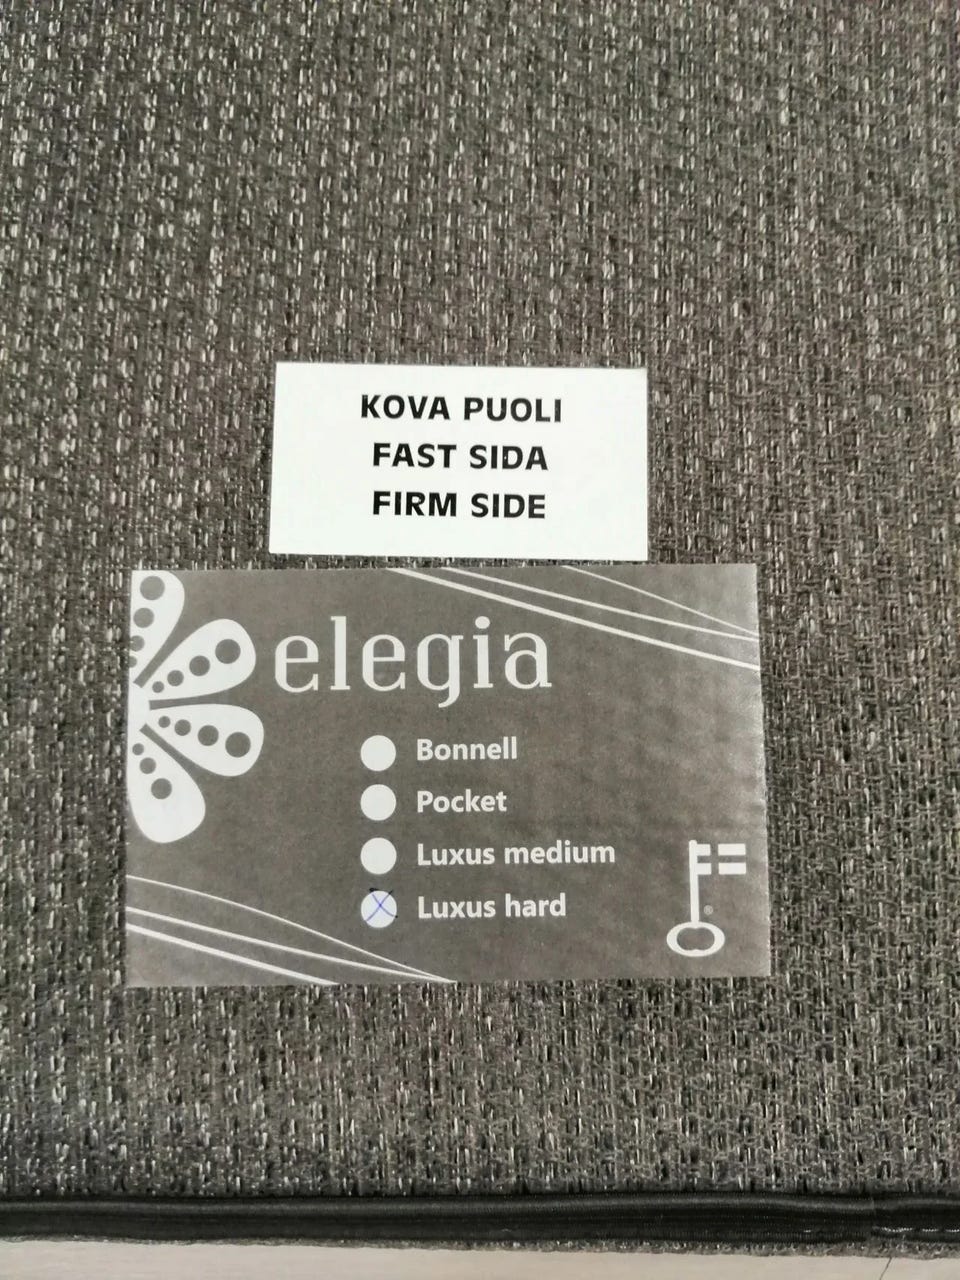 KOVA PUOLI
FAST SIDA
FIRM SIDE
elegia
Bonnell
Pocket
Luxus medium
Luxus hard
®